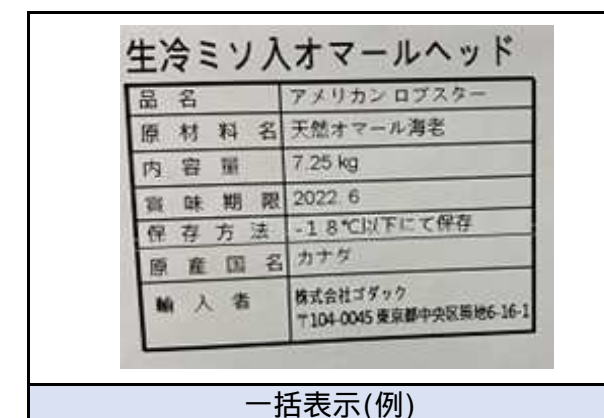 生冷ミソ入オマールヘッド
品名 アメリカン ロブスター
原材料名 天然オマール海老
内容量 7.25 kg
賞味期限 2022. 6
保存方法 -18℃以下にて保存
原産国名 カナダ
輸入者 株式会社ゴダック
〒104-0045 東京都中央区築地6-16-1
一括表示(例)